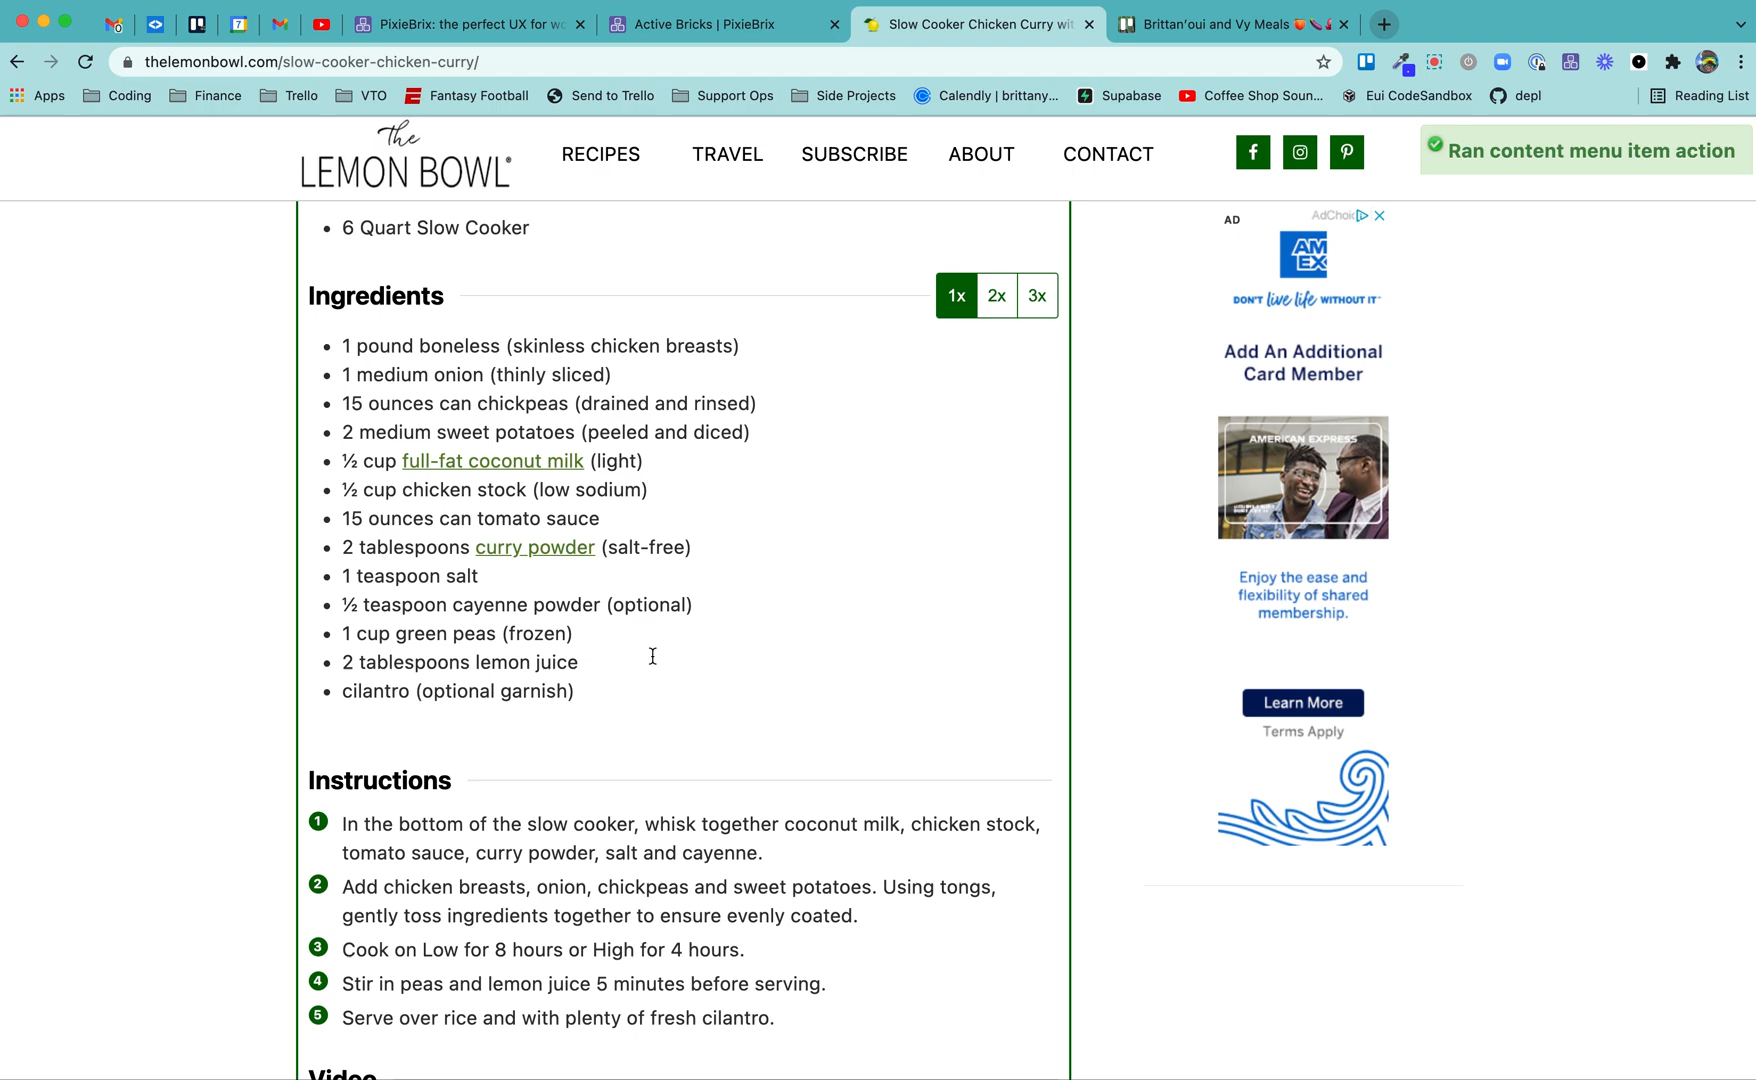 PixieBrix: the perfect UX for wo
Active Bricks | PixieBrix
Slow Cooker Chicken Curry wit
Brittan'oui and Vy Meals 🍑🍆🌶
thelemonbowl.com/slow-cooker-chicken-curry/
Apps
Coding
Finance
Trello
VTO
Fantasy Football
Send to Trello
Support Ops
Side Projects
Calendly | brittany...
Supabase
Coffee Shop Soun...
Eui CodeSandbox
depl
Reading List
The
LEMON BOWL®
RECIPES
TRAVEL
SUBSCRIBE
ABOUT
CONTACT
Ran content menu item action
• 6 Quart Slow Cooker
Ingredients
1x 2x 3x
• 1 pound boneless (skinless chicken breasts)
• 1 medium onion (thinly sliced)
• 15 ounces can chickpeas (drained and rinsed)
• 2 medium sweet potatoes (peeled and diced)
• ½ cup full-fat coconut milk (light)
• ½ cup chicken stock (low sodium)
• 15 ounces can tomato sauce
• 2 tablespoons curry powder (salt-free)
• 1 teaspoon salt
• ½ teaspoon cayenne powder (optional)
• 1 cup green peas (frozen)
• 2 tablespoons lemon juice
• cilantro (optional garnish)
Instructions
1 In the bottom of the slow cooker, whisk together coconut milk, chicken stock,
tomato sauce, curry powder, salt and cayenne.
2 Add chicken breasts, onion, chickpeas and sweet potatoes. Using tongs,
gently toss ingredients together to ensure evenly coated.
3 Cook on Low for 8 hours or High for 4 hours.
4 Stir in peas and lemon juice 5 minutes before serving.
5 Serve over rice and with plenty of fresh cilantro.
Video
AD
AdChoic
AM
EX
DON'T live life WITHOUT IT™
Add An Additional
Card Member
AMERICAN EXPRESS
Enjoy the ease and
flexibility of shared
membership.
Learn More
Terms Apply